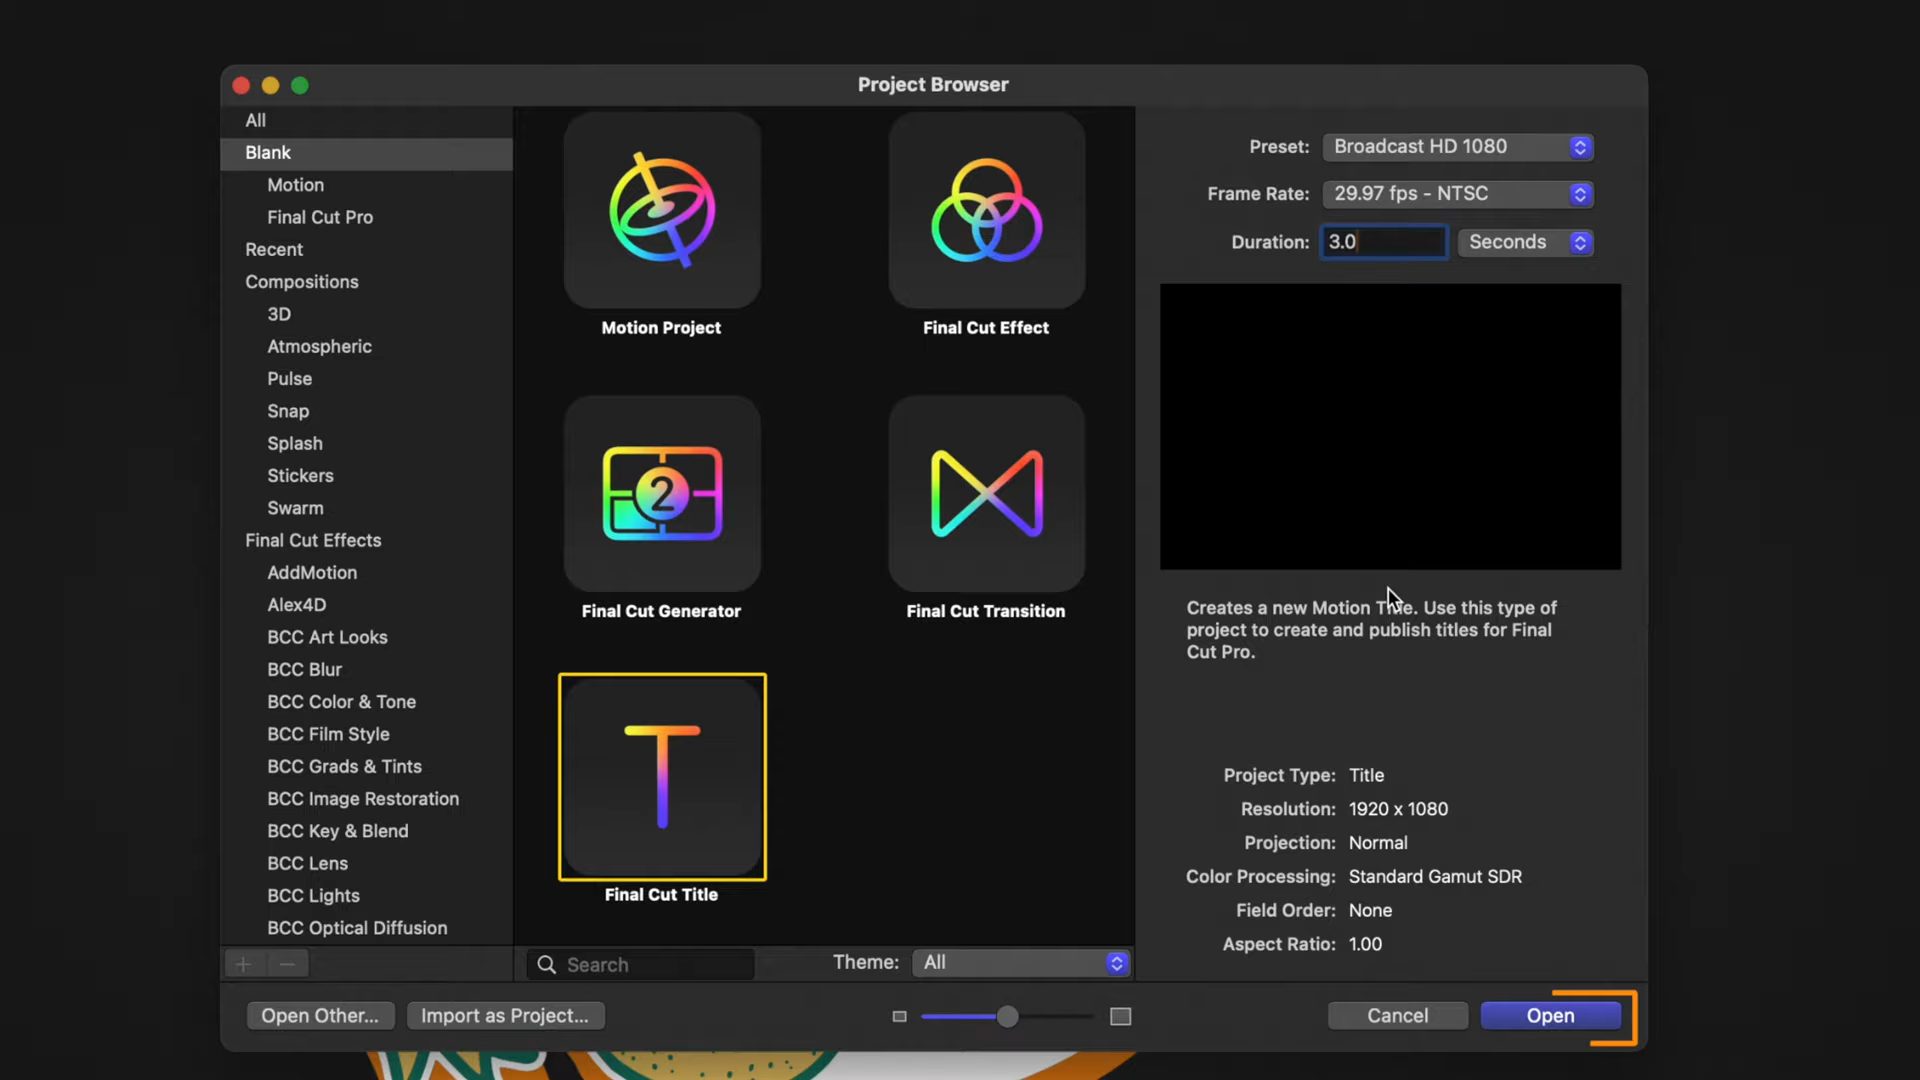 Project Browser
All
Blank
Motion
Final Cut Pro
Recent
Compositions
3D
Atmospheric
Pulse
Snap
Splash
Stickers
Swarm
Final Cut Effects
AddMotion
Alex4D
BCC Art Looks
BCC Blur
BCC Color & Tone
BCC Film Style
BCC Grads & Tints
BCC Image Restoration
BCC Key & Blend
BCC Lens
BCC Lights
BCC Optical Diffusion
Motion Project
Final Cut Effect
2
Final Cut Generator
Final Cut Transition
T
Final Cut Title
Preset: Broadcast HD 1080
Frame Rate: 29.97 fps - NTSC
Duration: 3.0 Seconds
Creates a new Motion Title. Use this type of
project to create and publish titles for Final
Cut Pro.
Project Type: Title
Resolution: 1920 x 1080
Projection: Normal
Color Processing: Standard Gamut SDR
Field Order: None
Aspect Ratio: 1.00
Search
Theme: All
Open Other...
Import as Project...
Cancel
Open